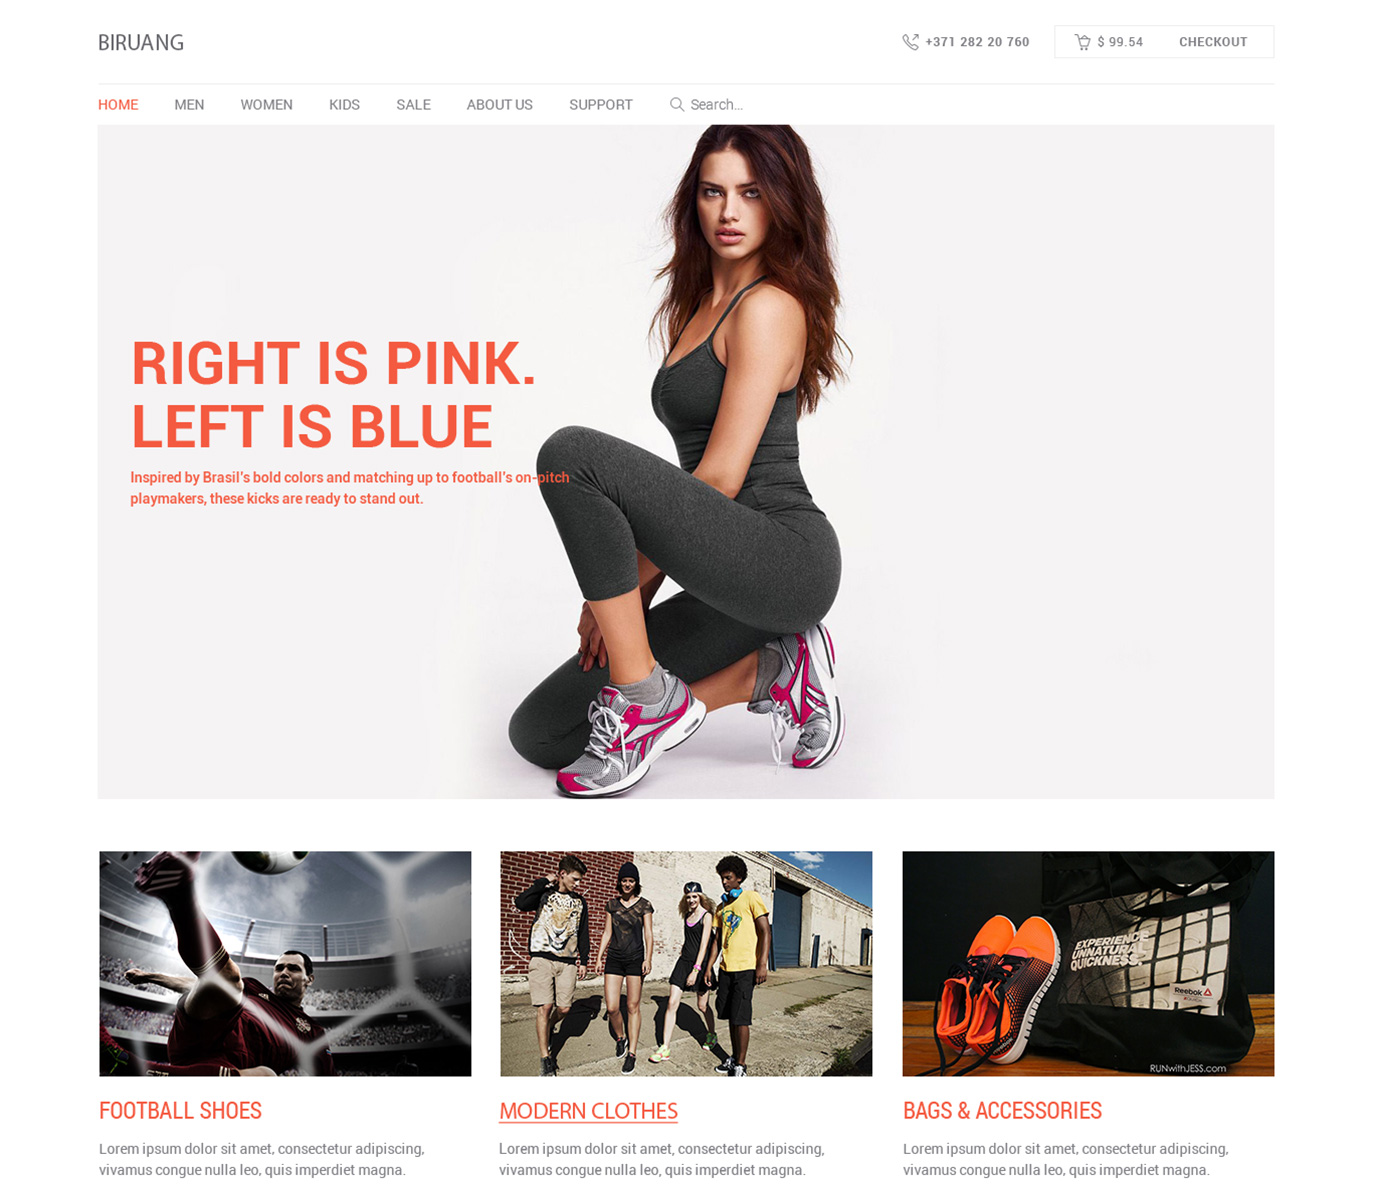 BIRUANG
+371 282 20 760
$ 99.54
CHECKOUT
HOME MEN WOMEN KIDS SALE ABOUT US SUPPORT Search...
RIGHT IS PINK.
LEFT IS BLUE
Inspired by Brasil's bold colors and matching up to football's on-pitch
playmakers, these kicks are ready to stand out.
EXPERIENCE
UNNATURAL
QUICKNESS
Reebok
RUNwithJESS.com
FOOTBALL SHOES
Lorem ipsum dolor sit amet, consectetur adipiscing,
vivamus congue nulla leo, quis imperdiet magna.
MODERN CLOTHES
Lorem ipsum dolor sit amet, consectetur adipiscing,
vivamus congue nulla leo, quis imperdiet magna.
BAGS & ACCESSORIES
Lorem ipsum dolor sit amet, consectetur adipiscing,
vivamus congue nulla leo, quis imperdiet magna.